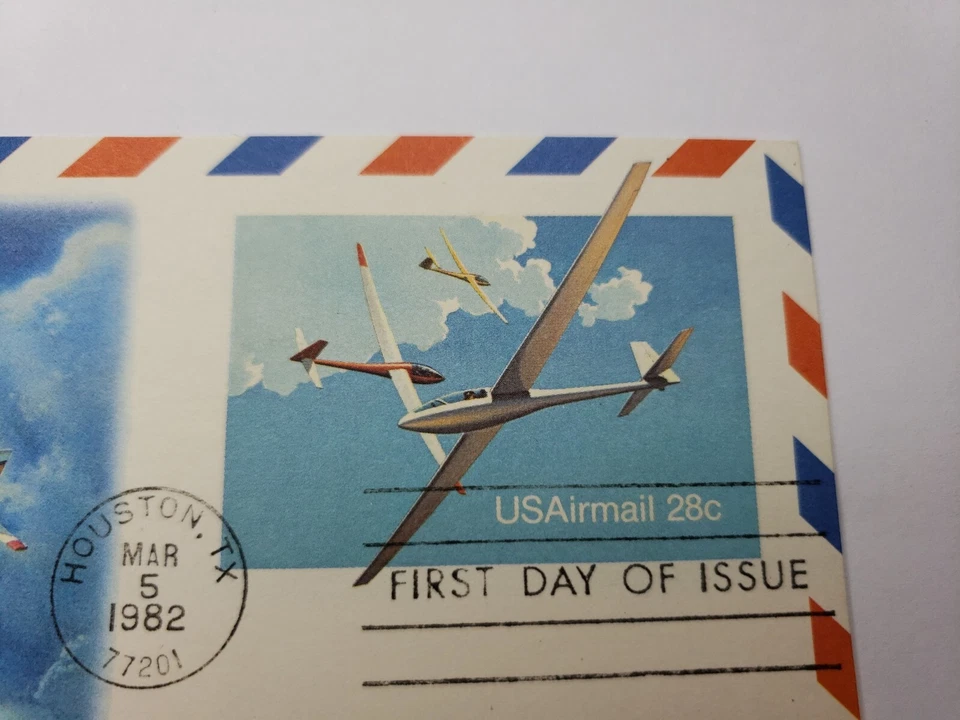 USAirmail 28c
HOUSTON, TX
MAR
5
1982
77201
FIRST DAY OF ISSUE